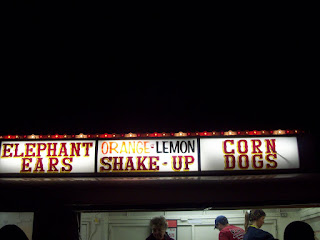 ELEPHANT
EARS
ORANGE-LEMON
SHAKE-UP
CORN
DOGS